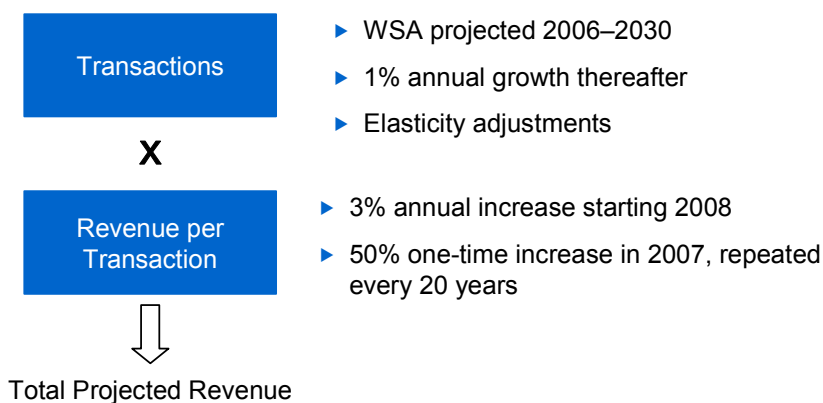 Transactions
▶ WSA projected 2006–2030
▶ 1% annual growth thereafter
▶ Elasticity adjustments
X
Revenue per
Transaction
▶ 3% annual increase starting 2008
▶ 50% one-time increase in 2007, repeated
every 20 years
Total Projected Revenue